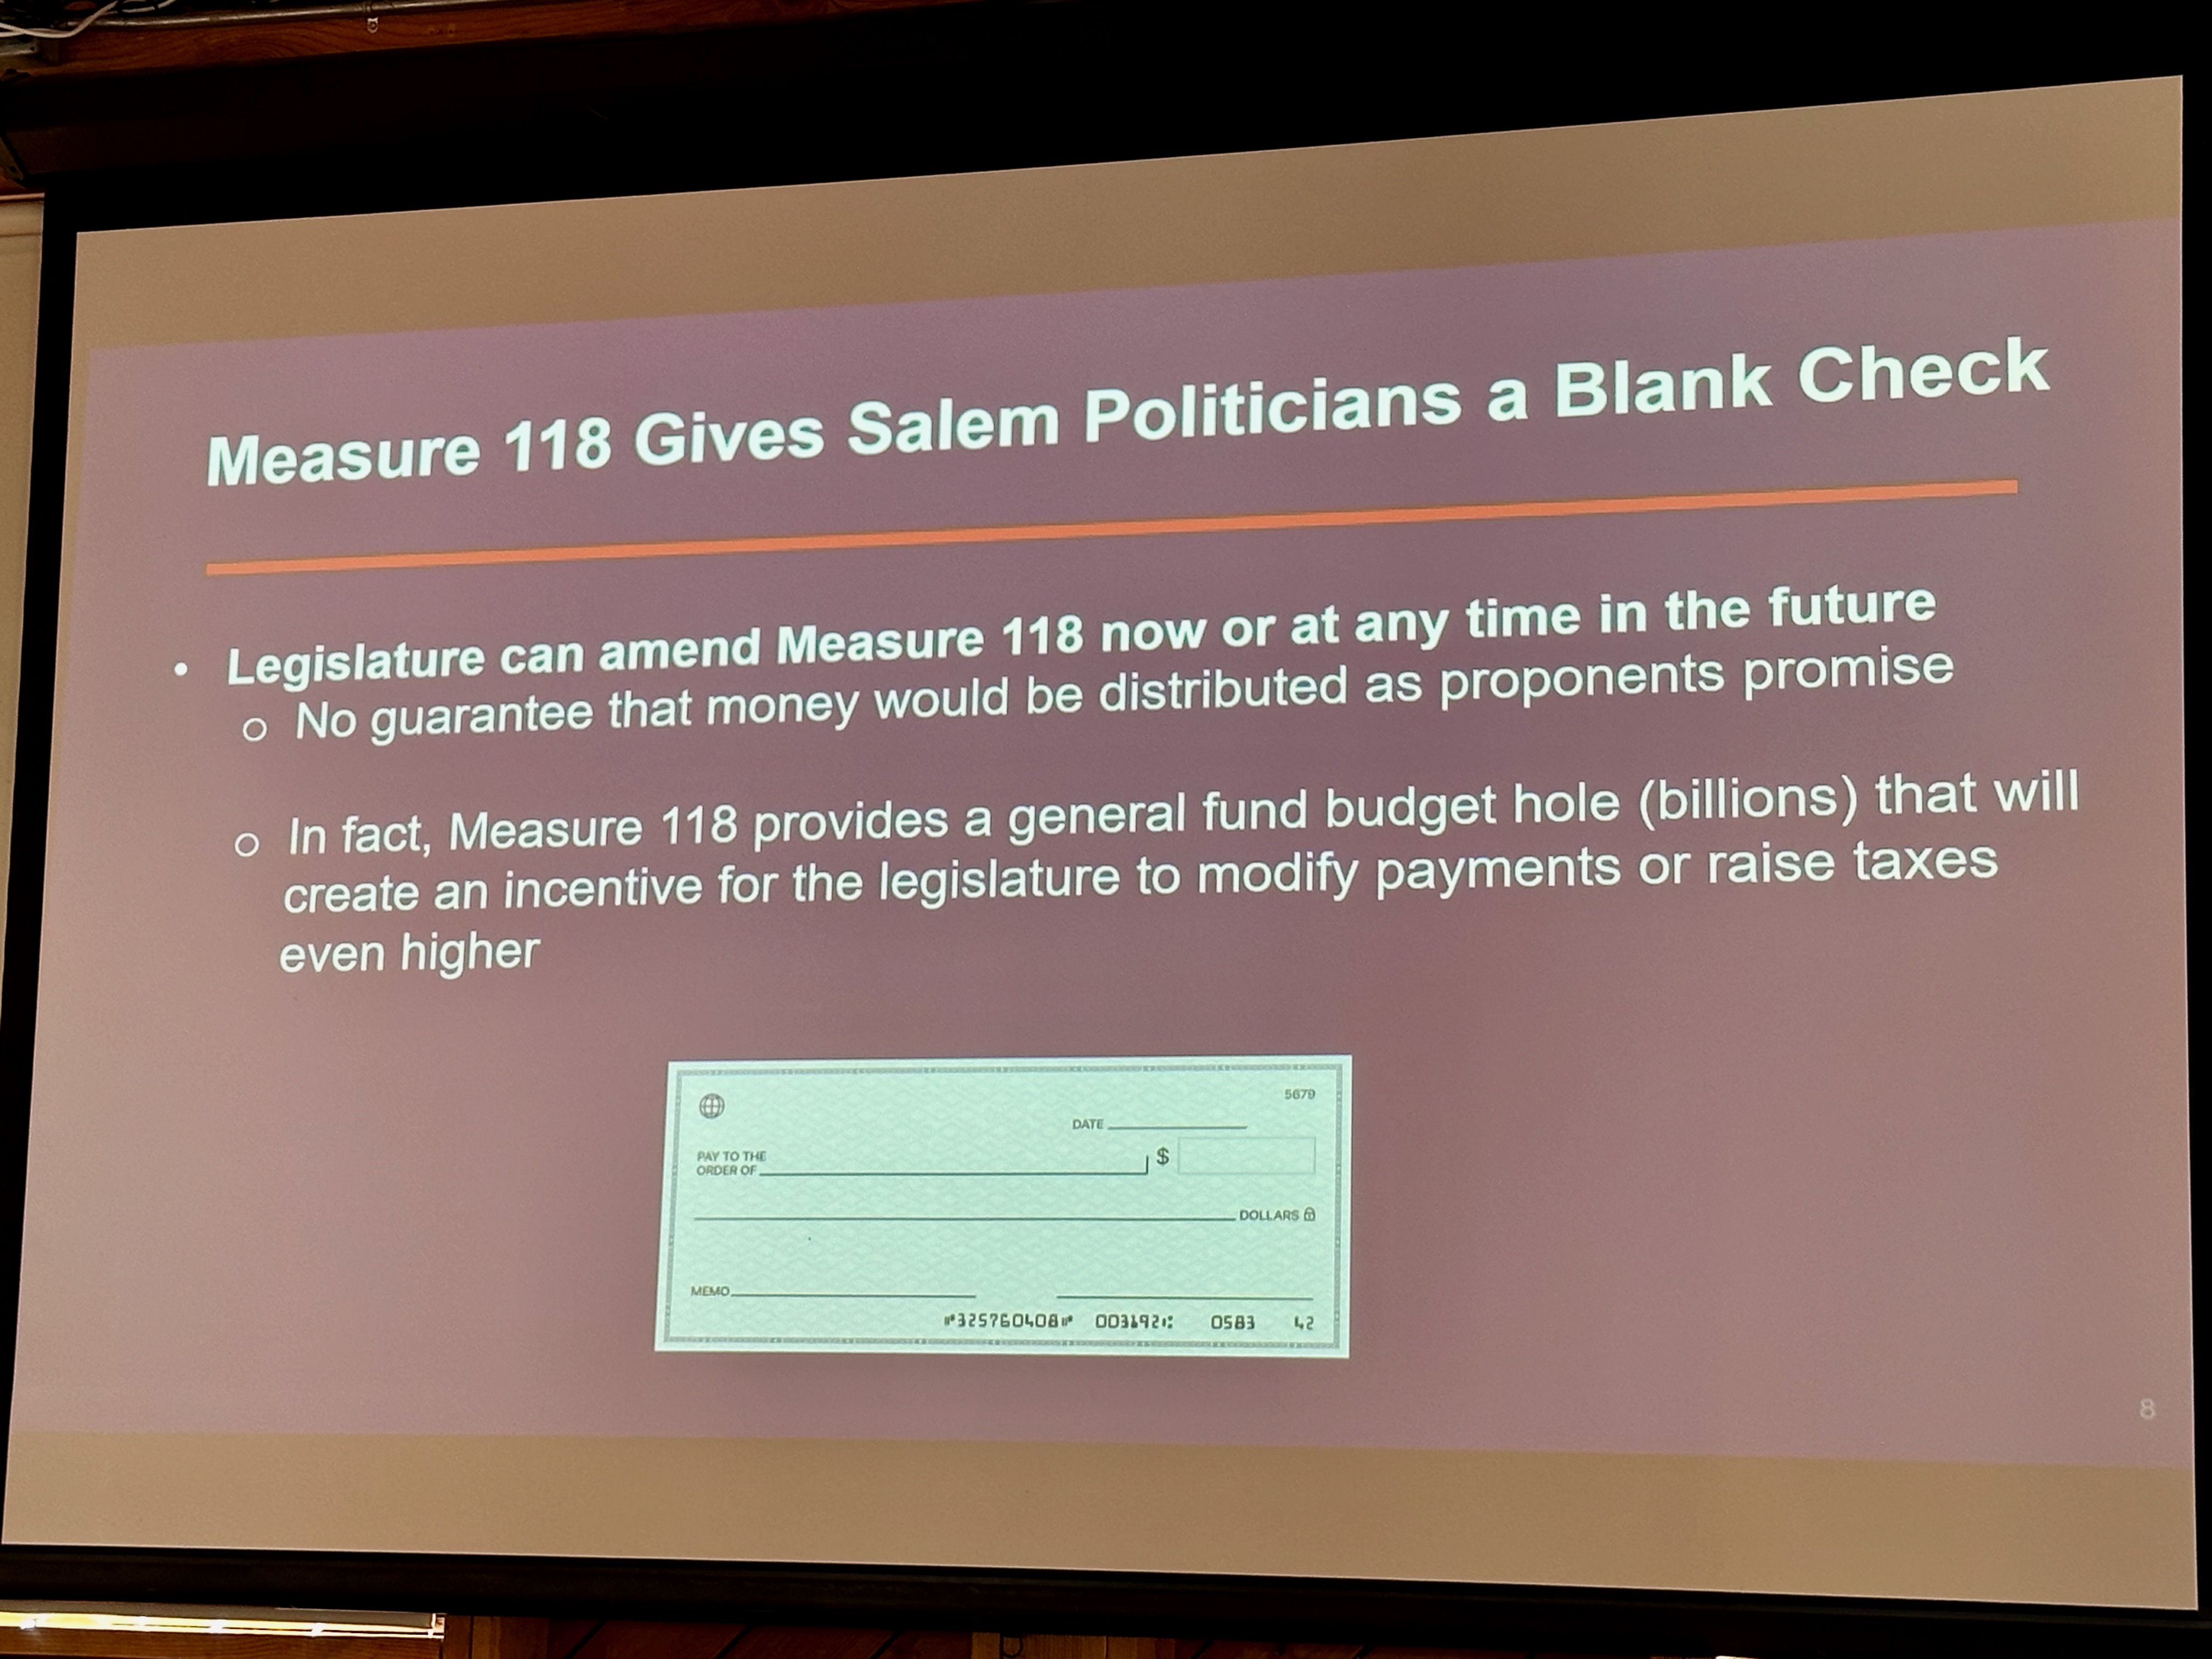 Measure 118 Gives Salem Politicians a Blank Check
• Legislature can amend Measure 118 now or at any time in the future
o No guarantee that money would be distributed as proponents promise
o In fact, Measure 118 provides a general fund budget hole (billions) that will
create an incentive for the legislature to modify payments or raise taxes
even higher
5679
DATE
PAY TO THE
ORDER OF
$
DOLLARS
MEMO
⑈325760408⑈ 003192⑆ 0583 42
8